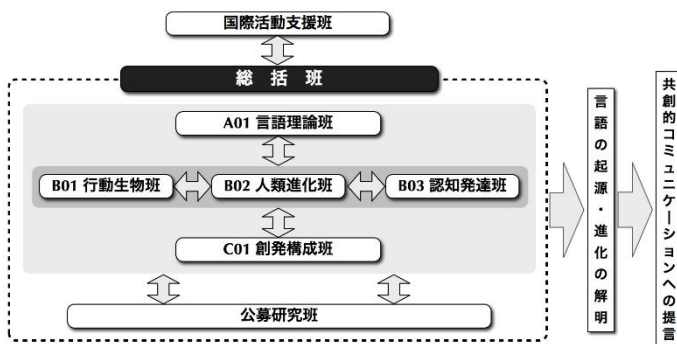 国際活動支援班
総括班
A01 言語理論班
B01 行動生物班
B02 人類進化班
B03 認知発達班
C01 創発構成班
公募研究班
言語の起源・進化の解明
共創的コミュニケーションへの提言